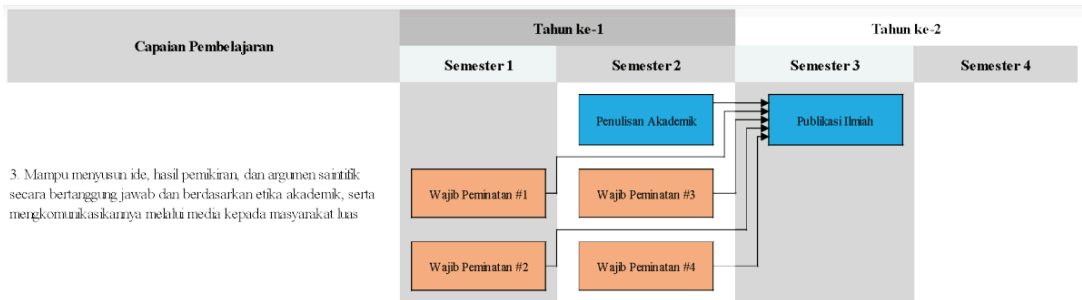 Capaian Pembelajaran
Tahun ke-1
Tahun ke-2
Semester 1
Semester 2
Semester 3
Semester 4
3. Mampu menyusun ide, hasil pemikiran, dan argumen saintifik
secara bertanggung jawab dan berdasarkan etika akademik, serta
mengkomunikasikannya melalui media kepada masyarakat luas
Penulisan Akademik
Publikasi Ilmiah
Wajib Peminatan #1
Wajib Peminatan #3
Wajib Peminatan #2
Wajib Peminatan #4